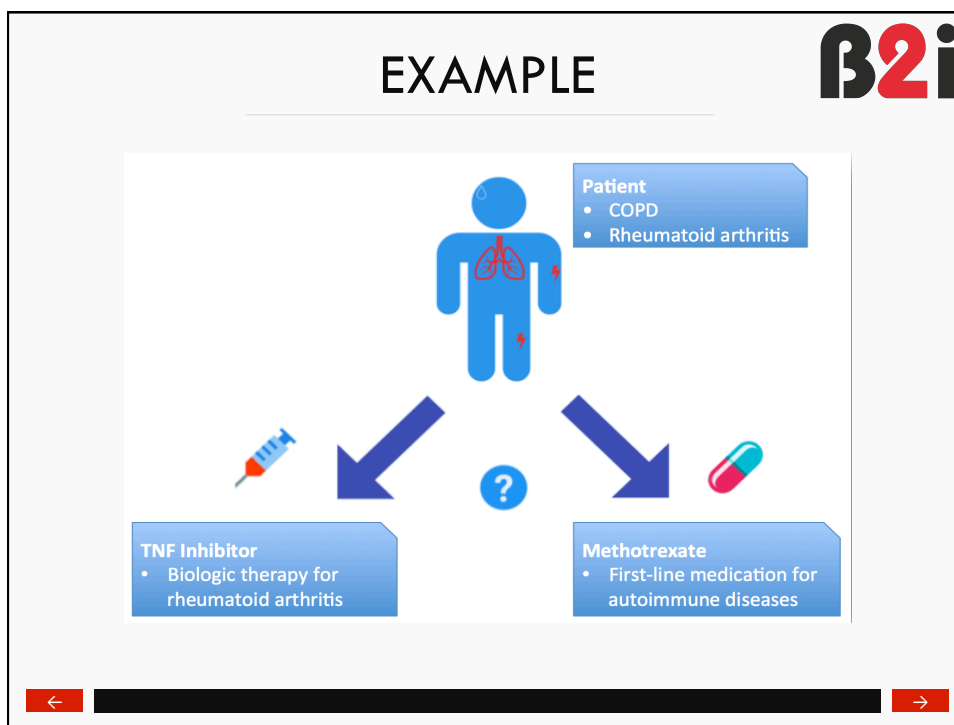 EXAMPLE
B2i
Patient
• COPD
• Rheumatoid arthritis
?
TNF Inhibitor
• Biologic therapy for
rheumatoid arthritis
Methotrexate
• First-line medication for
autoimmune diseases